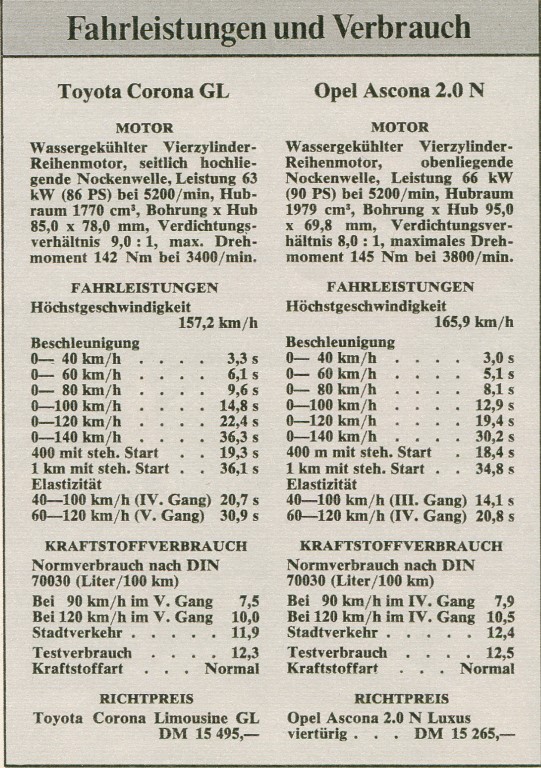 Fahrleistungen und Verbrauch
Toyota Corona GL
MOTOR
Wassergekühlter Vierzylinder-
Reihenmotor, seitlich hochlie-
gende Nockenwelle, Leistung 63
kW (86 PS) bei 5200/min, Hub-
raum 1770 cm³, Bohrung x Hub
85,0 x 78,0 mm, Verdichtungs-
verhältnis 9,0 : 1, max. Dreh-
moment 142 Nm bei 3400/min.
FAHRLEISTUNGEN
Höchstgeschwindigkeit
157,2 km/h
Beschleunigung
0— 40 km/h . . . . 3,3 s
0— 60 km/h . . . . 6,1 s
0— 80 km/h . . . . 9,6 s
0—100 km/h . . . . 14,8 s
0—120 km/h . . . . 22,4 s
0—140 km/h . . . . 36,3 s
400 mit steh. Start . . 19,3 s
1 km mit steh. Start . . 36,1 s
Elastizität
40—100 km/h (IV. Gang) 20,7 s
60—120 km/h (V. Gang) 30,9 s
KRAFTSTOFFVERBRAUCH
Normverbrauch nach DIN
70030 (Liter/100 km)
Bei 90 km/h im V. Gang 7,5
Bei 120 km/h im V. Gang 10,0
Stadtverkehr . . . . . 11,9
Testverbrauch . . . . 12,3
Kraftstoffart . . . Normal
RICHTPREIS
Toyota Corona Limousine GL
DM 15 495,—
Opel Ascona 2.0 N
MOTOR
Wassergekühlter Vierzylinder-
Reihenmotor, obenliegende
Nockenwelle, Leistung 66 kW
(90 PS) bei 5200/min, Hubraum
1979 cm³, Bohrung x Hub 95,0
x 69,8 mm, Verdichtungsver-
hältnis 8,0 : 1, maximales Dreh-
moment 145 Nm bei 3800/min.
FAHRLEISTUNGEN
Höchstgeschwindigkeit
165,9 km/h
Beschleunigung
0— 40 km/h . . . . 3,0 s
0— 60 km/h . . . . 5,1 s
0— 80 km/h . . . . 8,1 s
0—100 km/h . . . . 12,9 s
0—120 km/h . . . . 19,4 s
0—140 km/h . . . . 30,2 s
400 m mit steh. Start . 18,4 s
1 km mit steh. Start . . 34,8 s
Elastizität
40—100 km/h (III. Gang) 14,1 s
60—120 km/h (IV. Gang) 20,8 s
KRAFTSTOFFVERBRAUCH
Normverbrauch nach DIN
70030 (Liter/100 km)
Bei 90 km/h im IV. Gang 7,9
Bei 120 km/h im IV. Gang 10,5
Stadtverkehr . . . . . 12,4
Testverbrauch . . . . 12,5
Kraftstoffart . . . Normal
RICHTPREIS
Opel Ascona 2.0 N Luxus
viertürig . . . DM 15 265,—